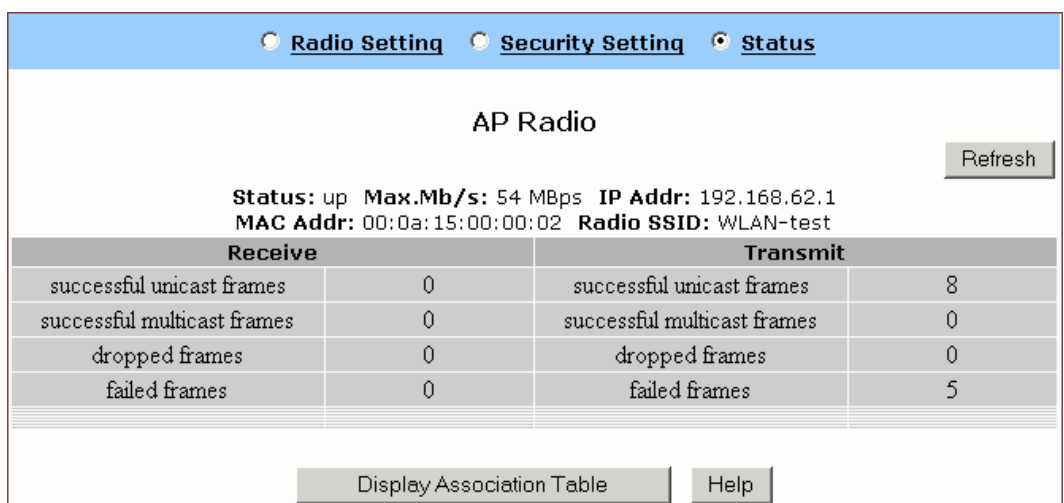 Radio Setting Security Setting Status
AP Radio
Refresh
Status: up Max.Mb/s: 54 MBps IP Addr: 192.168.62.1
MAC Addr: 00:0a:15:00:00:02 Radio SSID: WLAN-test
Receive Transmit
successful unicast frames 0 successful unicast frames 8
successful multicast frames 0 successful multicast frames 0
dropped frames 0 dropped frames 0
failed frames 0 failed frames 5
Display Association Table Help